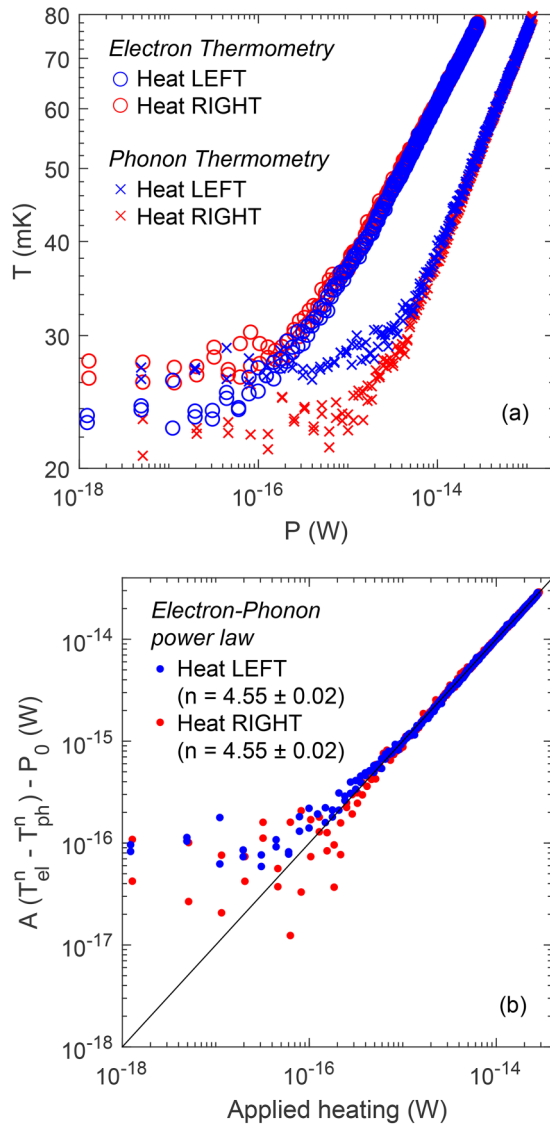 80
70
60
50
40
30
20
T (mK)
Electron Thermometry
Heat LEFT
Heat RIGHT
Phonon Thermometry
Heat LEFT
Heat RIGHT
(a)
10⁻¹⁸
10⁻¹⁶
10⁻¹⁴
P (W)
10⁻¹⁴
10⁻¹⁵
10⁻¹⁶
10⁻¹⁷
10⁻¹⁸
A (Tₑₗⁿ - Tₚₕⁿ) - P₀ (W)
Electron-Phonon
power law
Heat LEFT
(n = 4.55 ± 0.02)
Heat RIGHT
(n = 4.55 ± 0.02)
(b)
10⁻¹⁸
10⁻¹⁶
10⁻¹⁴
Applied heating (W)